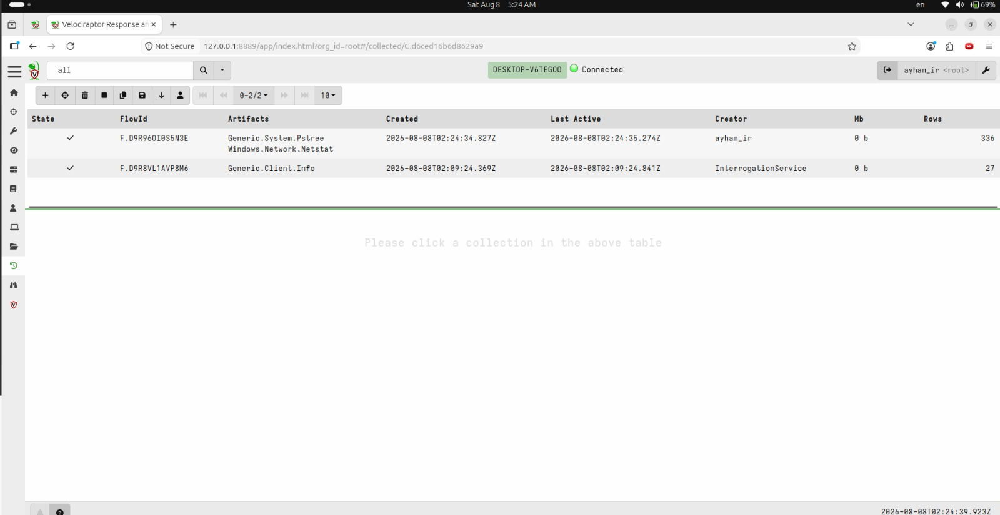 Sat Aug 8 5:24 AM
en
69%
Velociraptor Response an
Not Secure 127.0.0.1:8889/app/index.html?org_id=root#/collected/C.d6ced16b6d8629a9
all
DESKTOP-V6TEGOO Connected
ayham_ir <root>
0-2/2
10
State FlowId Artifacts Created Last Active Creator Mb Rows
F.D9R96OI0S5N3E Generic.System.Pstree 2026-08-08T02:24:34.827Z 2026-08-08T02:24:35.274Z ayham_ir 0 b 336
Windows.Network.Netstat
F.D9R8VL1AVP8M6 Generic.Client.Info 2026-08-08T02:09:24.369Z 2026-08-08T02:09:24.841Z InterrogationService 0 b 27
Please click a collection in the above table
2026-08-08T02:24:39.923Z